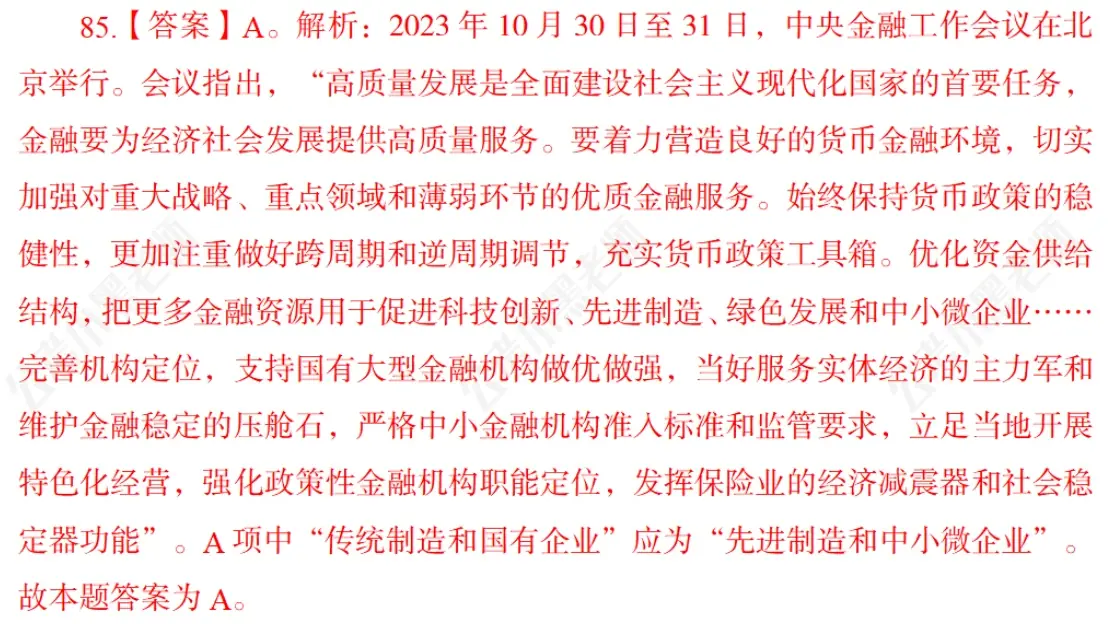 85.【答案】A。解析：2023 年 10 月 30 日至 31 日，中央金融工作会议在北
京举行。会议指出，“高质量发展是全面建设社会主义现代化国家的首要任务，
金融要为经济社会发展提供高质量服务。要着力营造良好的货币金融环境，切实
加强对重大战略、重点领域和薄弱环节的优质金融服务。始终保持货币政策的稳
健性，更加注重做好跨周期和逆周期调节，充实货币政策工具箱。优化资金供给
结构，把更多金融资源用于促进科技创新、先进制造、绿色发展和中小微企业……
完善机构定位，支持国有大型金融机构做优做强，当好服务实体经济的主力军和
维护金融稳定的压舱石，严格中小金融机构准入标准和监管要求，立足当地开展
特色化经营，强化政策性金融机构职能定位，发挥保险业的经济减震器和社会稳
定器功能”。A 项中“传统制造和国有企业”应为“先进制造和中小微企业”。
故本题答案为 A。